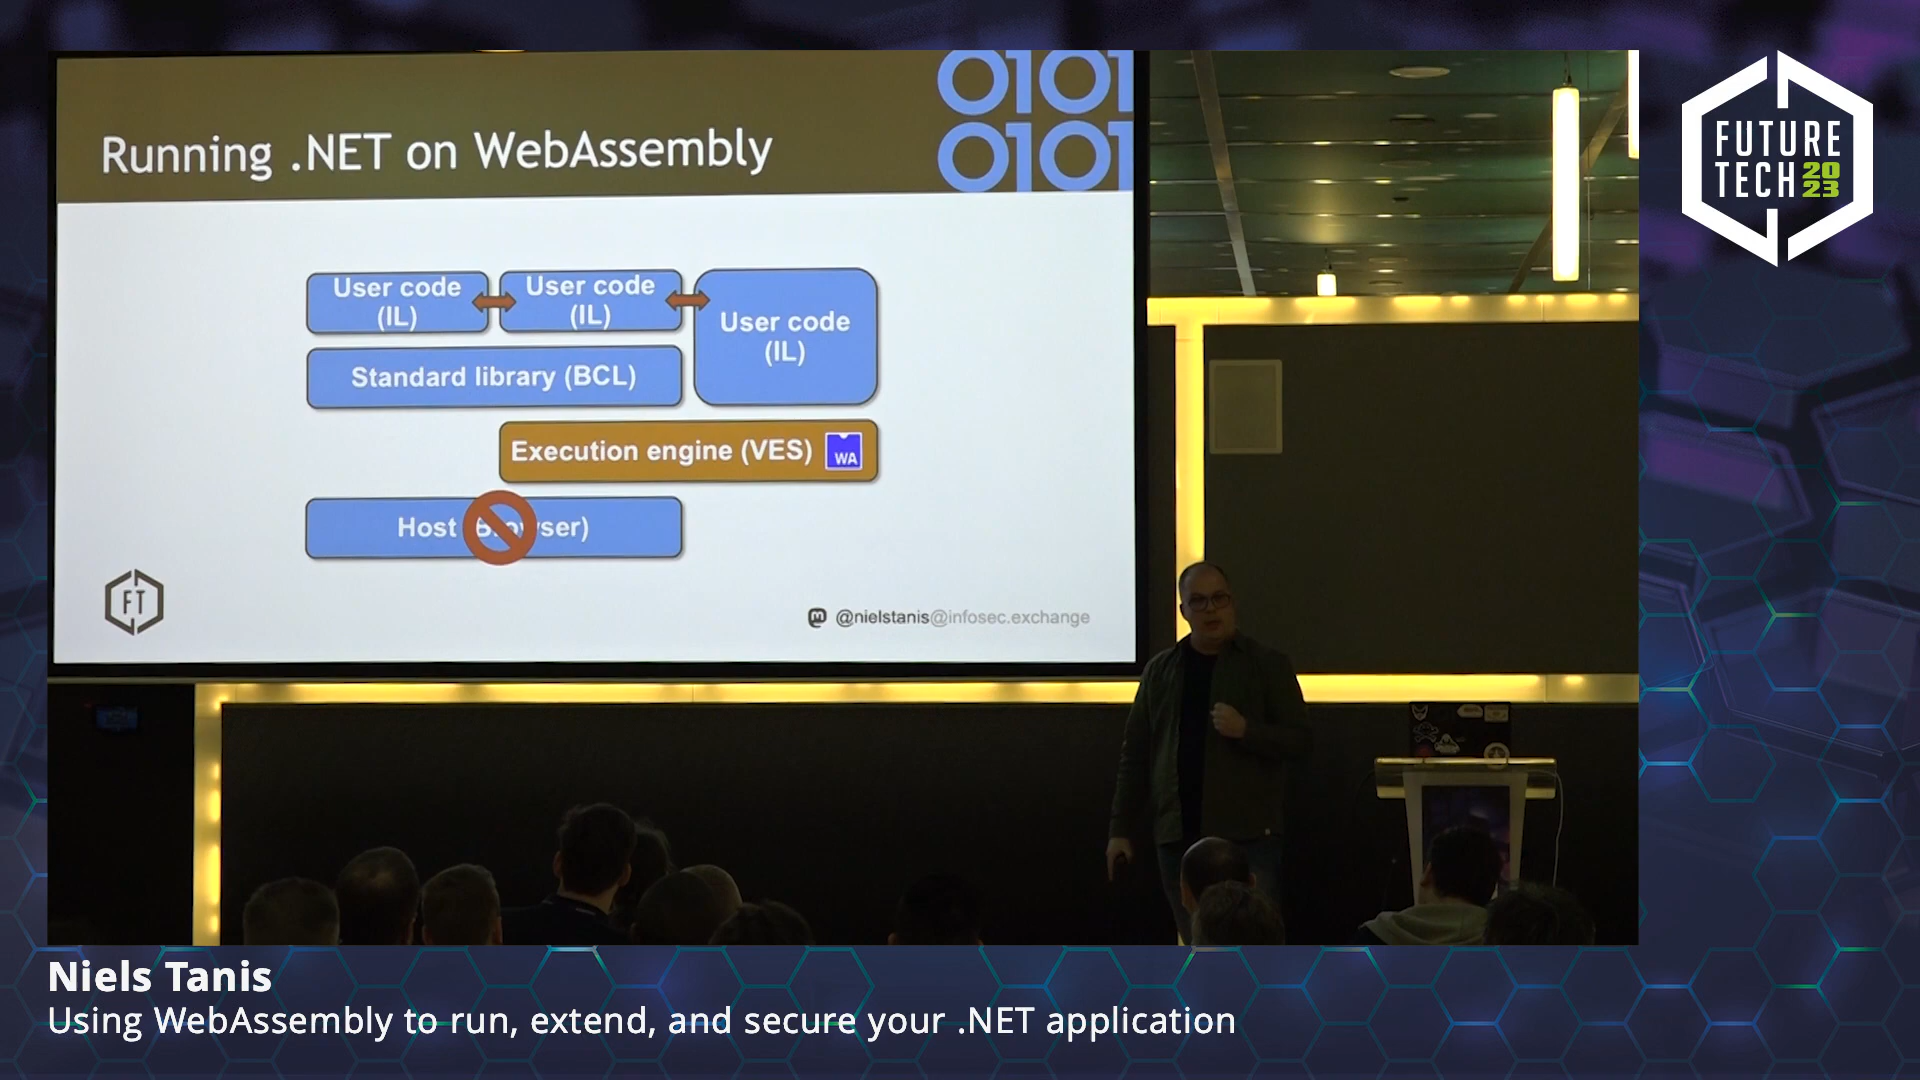 Running .NET on WebAssembly
0101
0101
User code
(IL)
User code
(IL)
User code
(IL)
Standard library (BCL)
Execution engine (VES)
WA
Host (Browser)
FT
@nielstanis@infosec.exchange
FUTURE
TECH 2023
Niels Tanis
Using WebAssembly to run, extend, and secure your .NET application